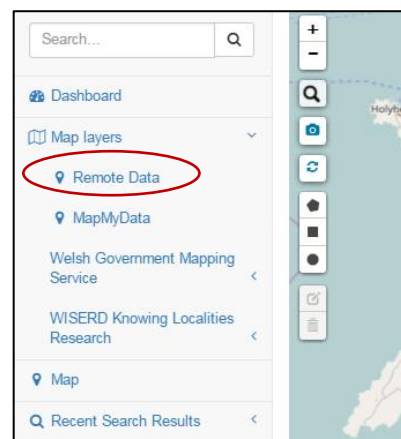 Search...
Dashboard
Map layers
Remote Data
MapMyData
Welsh Government Mapping
Service
WISERD Knowing Localities
Research
Map
Recent Search Results
+
-
Holyh